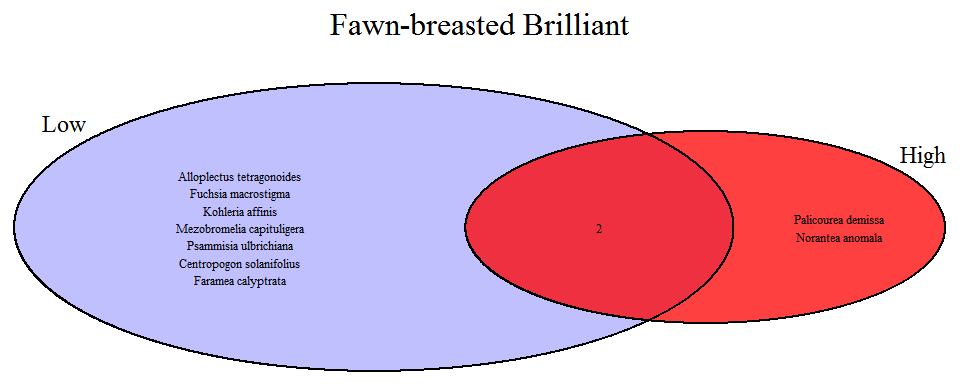 Fawn-breasted Brilliant
Low
High
Alloplectus tetragonoides
Fuchsia macrostigma
Kohleria affinis
Mezobromelia capituligera
Psammisia ulbrichiana
Centropogon solanifolius
Faramea calyptrata
2
Palicourea demissa
Norantea anomala